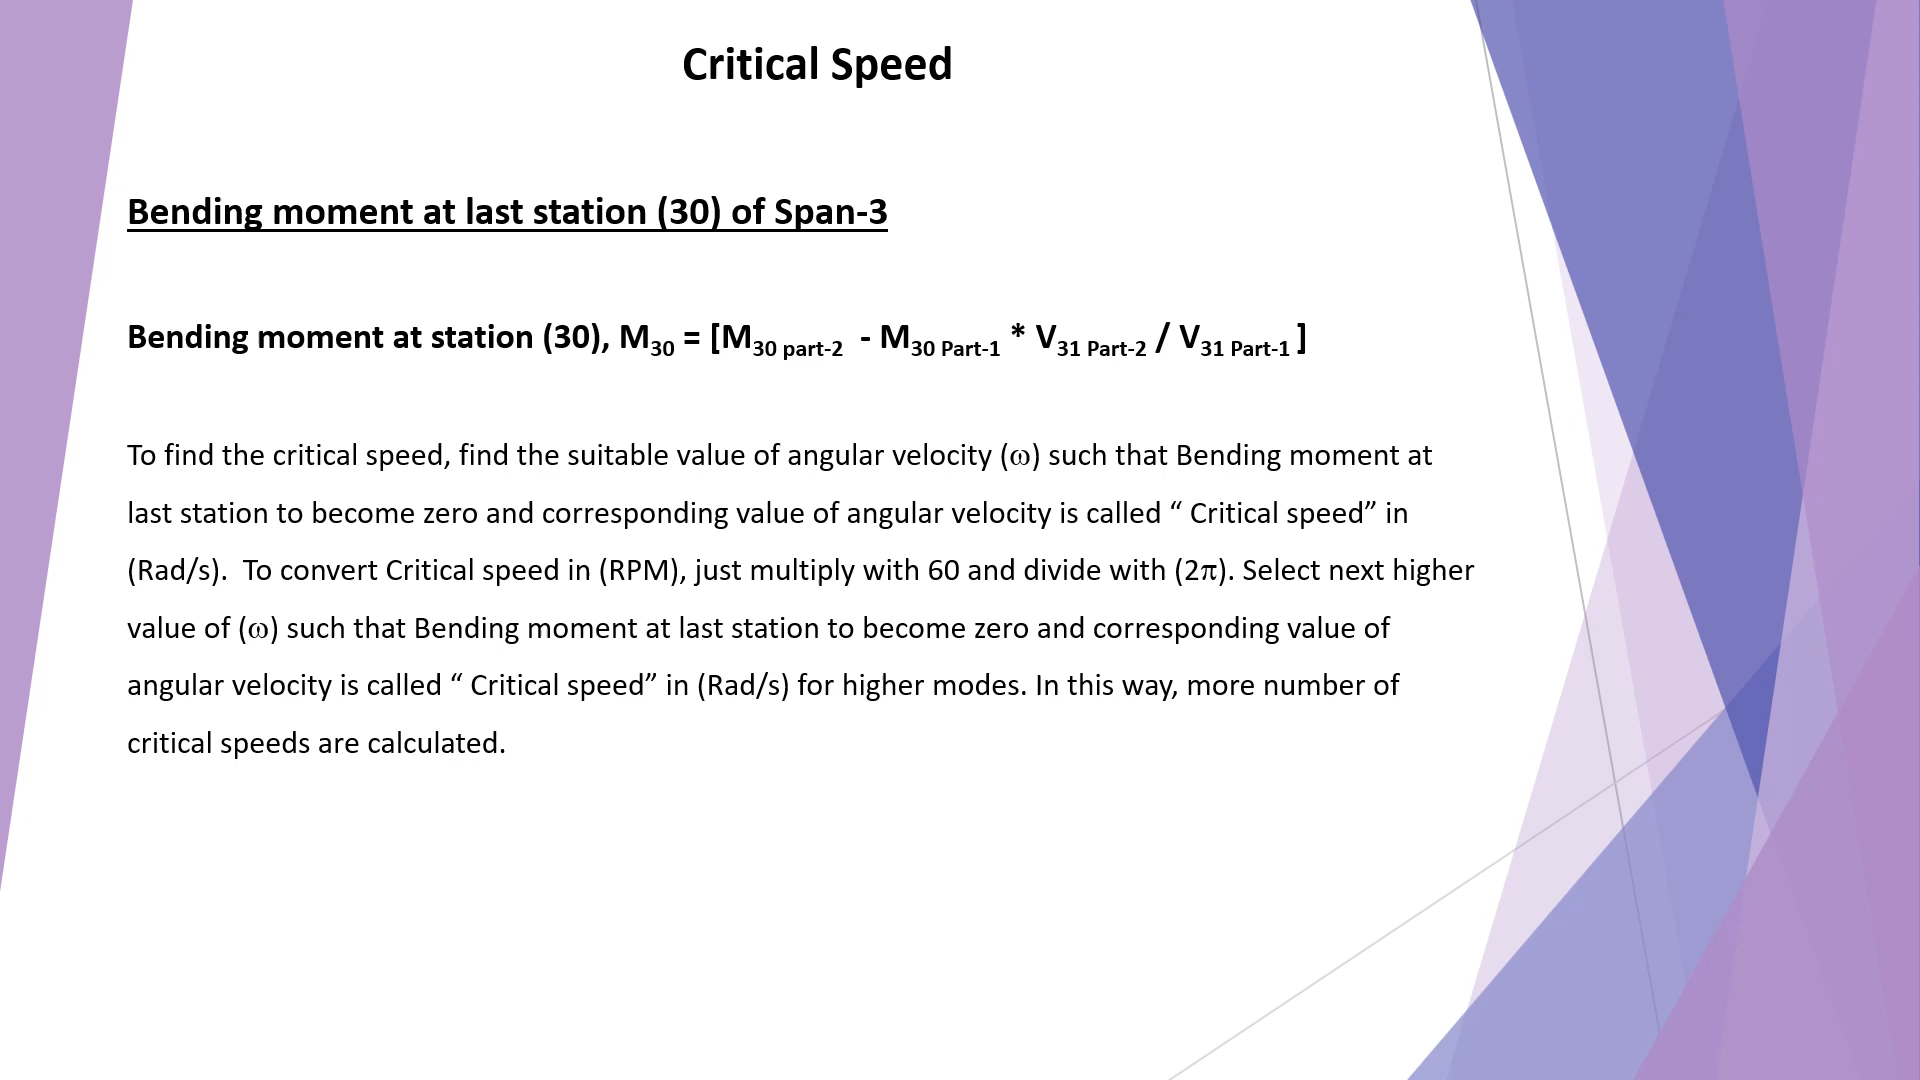 Critical Speed
Bending moment at last station (30) of Span-3
Bending moment at station (30), M30 = [M30 part-2 - M30 Part-1 * V31 Part-2 / V31 Part-1 ]
To find the critical speed, find the suitable value of angular velocity (ω) such that Bending moment at
last station to become zero and corresponding value of angular velocity is called “ Critical speed” in
(Rad/s). To convert Critical speed in (RPM), just multiply with 60 and divide with (2π). Select next higher
value of (ω) such that Bending moment at last station to become zero and corresponding value of
angular velocity is called “ Critical speed” in (Rad/s) for higher modes. In this way, more number of
critical speeds are calculated.